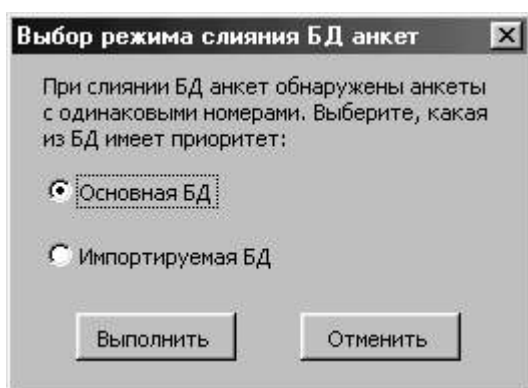 Выбор режима слияния БД анкет
При слиянии БД анкет обнаружены анкеты
с одинаковыми номерами. Выберите, какая
из БД имеет приоритет:
Основная БД
Импортируемая БД
Выполнить Отменить